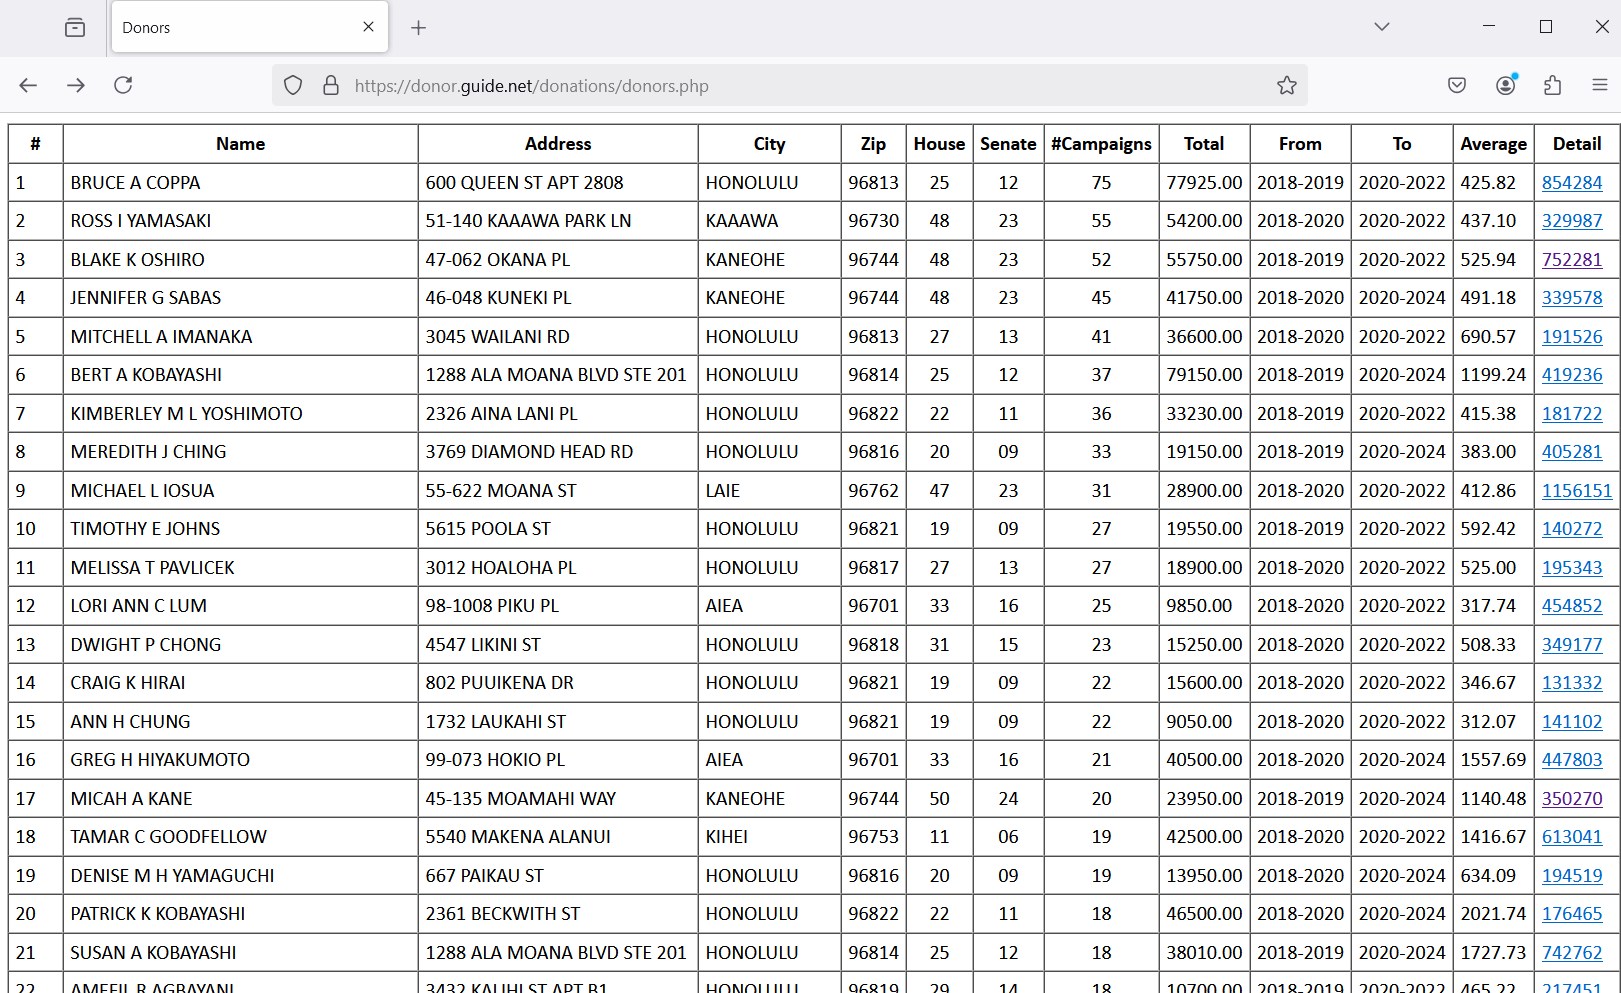 Donors
https://donor.guide.net/donations/donors.php
# Name Address City Zip House Senate #Campaigns Total From To Average Detail
1 BRUCE A COPPA 600 QUEEN ST APT 2808 HONOLULU 96813 25 12 75 77925.00 2018-2019 2020-2022 425.82 854284
2 ROSS I YAMASAKI 51-140 KAAAWA PARK LN KAAAWA 96730 48 23 55 54200.00 2018-2020 2020-2022 437.10 329987
3 BLAKE K OSHIRO 47-062 OKANA PL KANEOHE 96744 48 23 52 55750.00 2018-2019 2020-2022 525.94 752281
4 JENNIFER G SABAS 46-048 KUNEKI PL KANEOHE 96744 48 23 45 41750.00 2018-2020 2020-2024 491.18 339578
5 MITCHELL A IMANAKA 3045 WAILANI RD HONOLULU 96813 27 13 41 36600.00 2018-2020 2020-2022 690.57 191526
6 BERT A KOBAYASHI 1288 ALA MOANA BLVD STE 201 HONOLULU 96814 25 12 37 79150.00 2018-2019 2020-2024 1199.24 419236
7 KIMBERLEY M L YOSHIMOTO 2326 AINA LANI PL HONOLULU 96822 22 11 36 33230.00 2018-2019 2020-2022 415.38 181722
8 MEREDITH J CHING 3769 DIAMOND HEAD RD HONOLULU 96816 20 09 33 19150.00 2018-2020 2020-2024 383.00 405281
9 MICHAEL L IOSUA 55-622 MOANA ST LAIE 96762 47 23 31 28900.00 2018-2020 2020-2022 412.86 1156151
10 TIMOTHY E JOHNS 5615 POOLA ST HONOLULU 96821 19 09 27 19550.00 2018-2019 2020-2022 592.42 140272
11 MELISSA T PAVLICEK 3012 HOALOHA PL HONOLULU 96817 27 13 27 18900.00 2018-2019 2020-2022 525.00 195343
12 LORI ANN C LUM 98-1008 PIKU PL AIEA 96701 33 16 25 9850.00 2018-2020 2020-2022 317.74 454852
13 DWIGHT P CHONG 4547 LIKINI ST HONOLULU 96818 31 15 23 15250.00 2018-2019 2020-2022 508.33 349177
14 CRAIG K HIRAI 802 PUUIKENA DR HONOLULU 96821 19 09 22 15600.00 2018-2020 2020-2022 346.67 131332
15 ANN H CHUNG 1732 LAUKAHI ST HONOLULU 96821 19 09 22 9050.00 2018-2020 2020-2022 312.07 141102
16 GREG H HIYAKUMOTO 99-073 HOKIO PL AIEA 96701 33 16 21 40500.00 2018-2020 2020-2024 1557.69 447803
17 MICAH A KANE 45-135 MOAMAHI WAY KANEOHE 96744 50 24 20 23950.00 2018-2019 2020-2024 1140.48 350270
18 TAMAR C GOODFELLOW 5540 MAKENA ALANUI KIHEI 96753 11 06 19 42500.00 2018-2020 2020-2022 1416.67 613041
19 DENISE M H YAMAGUCHI 667 PAIKAU ST HONOLULU 96816 20 09 19 13950.00 2018-2019 2020-2024 634.09 194519
20 PATRICK K KOBAYASHI 2361 BECKWITH ST HONOLULU 96822 22 11 18 46500.00 2018-2020 2020-2024 2021.74 176465
21 SUSAN A KOBAYASHI 1288 ALA MOANA BLVD STE 201 HONOLULU 96814 25 12 18 38010.00 2018-2019 2020-2024 1727.73 742762
22 AMEFIL R AGBAYANI 3432 KALIHI ST APT B1 HONOLULU 96819 29 14 18 10700.00 2018-2020 2020-2022 465.22 217451